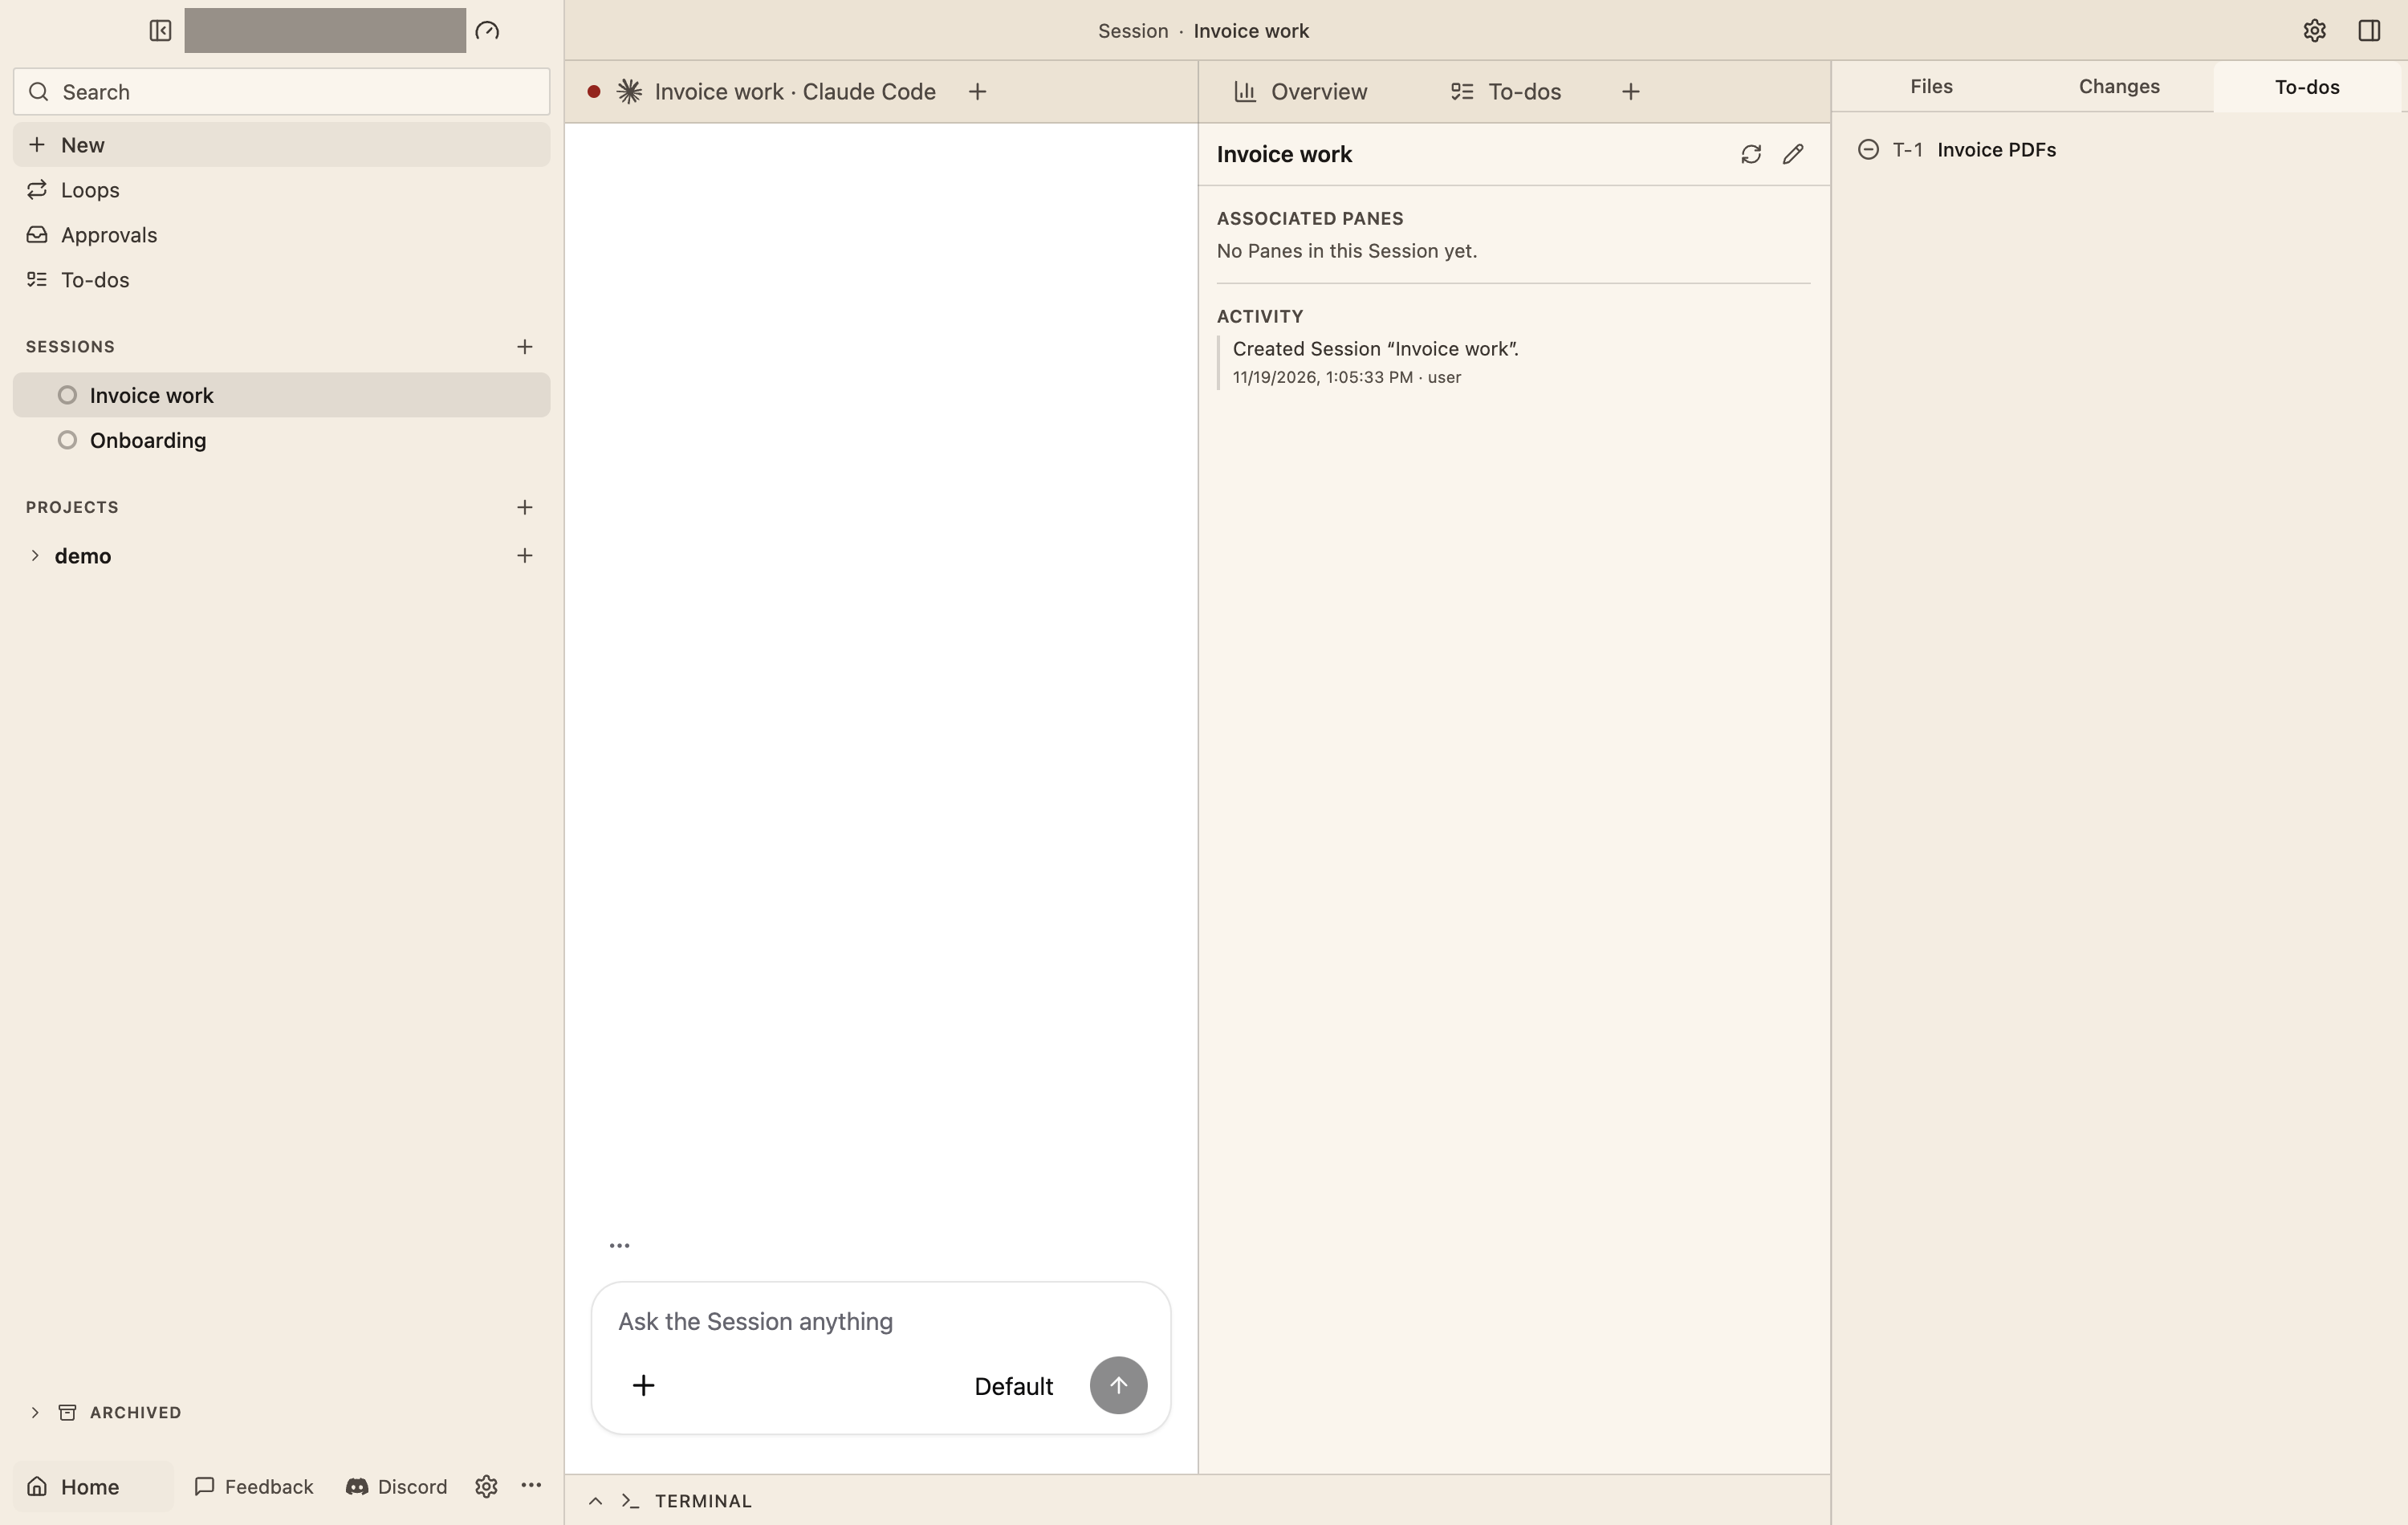 Session · Invoice work
Search
New
Loops
Approvals
To-dos
SESSIONS
Invoice work
Onboarding
PROJECTS
demo
ARCHIVED
Home
Feedback
Discord
Invoice work · Claude Code
Ask the Session anything
Default
TERMINAL
Overview
To-dos
Invoice work
ASSOCIATED PANES
No Panes in this Session yet.
ACTIVITY
Created Session “Invoice work”.
11/19/2026, 1:05:33 PM · user
Files
Changes
To-dos
T-1 Invoice PDFs